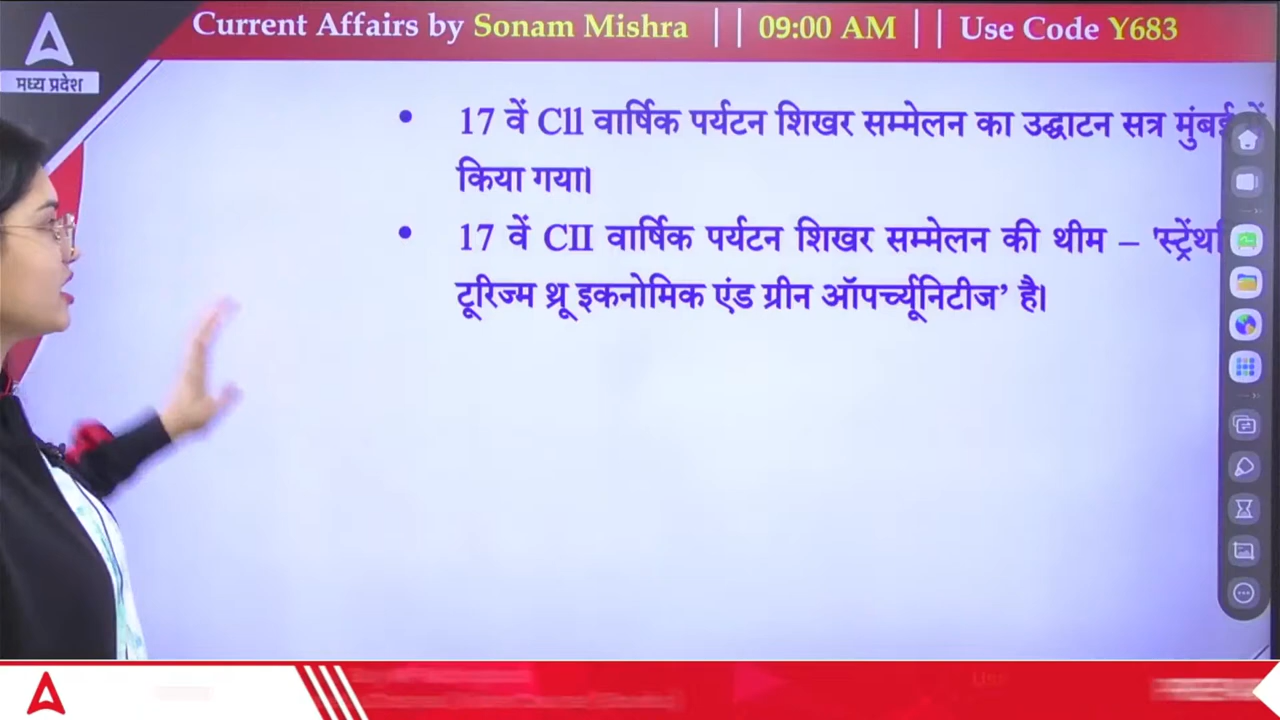 Current Affairs by Sonam Mishra || 09:00 AM || Use Code Y683
मध्य प्रदेश
• 17 वें Cll वार्षिक पर्यटन शिखर सम्मेलन का उद्घाटन सत्र मुंबई में
किया गया।
• 17 वें CII वार्षिक पर्यटन शिखर सम्मेलन की थीम – 'स्ट्रेंथ
टूरिज्म थ्रू इकनोमिक एंड ग्रीन ऑपर्च्यूनिटीज’ है।